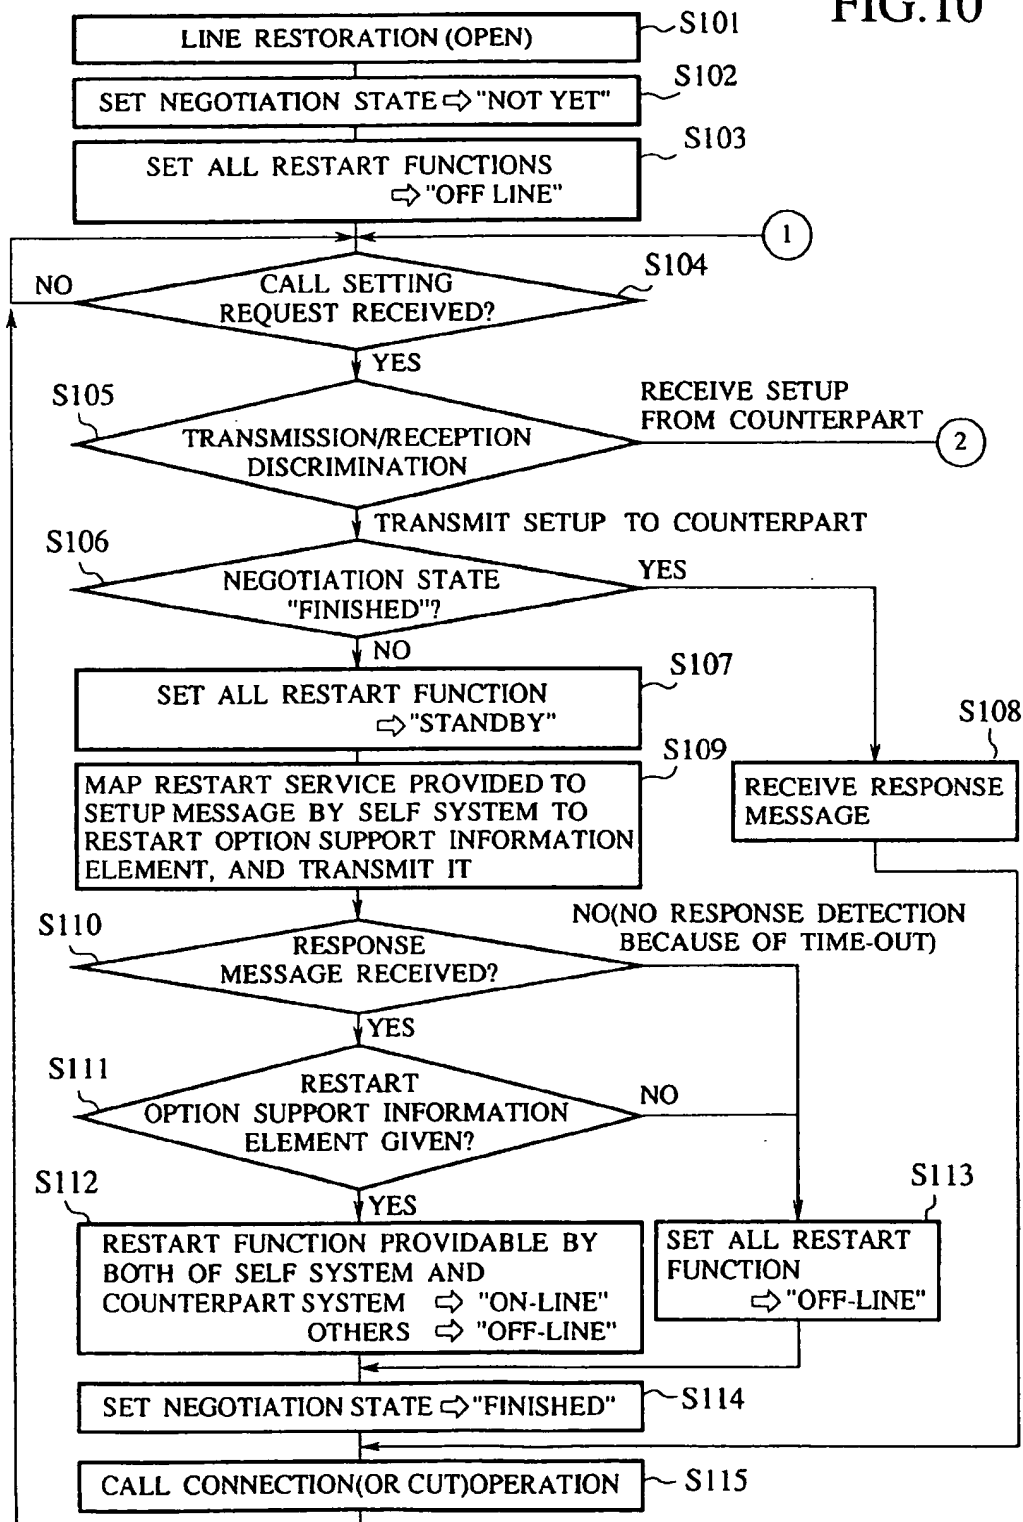 FIG.10
LINE RESTORATION (OPEN)
S101
SET NEGOTIATION STATE ⇨ "NOT YET"
S102
SET ALL RESTART FUNCTIONS
⇨ "OFF LINE"
S103
1
CALL SETTING
REQUEST RECEIVED?
S104
NO
YES
S105
TRANSMISSION/RECEPTION
DISCRIMINATION
RECEIVE SETUP
FROM COUNTERPART
2
TRANSMIT SETUP TO COUNTERPART
S106
NEGOTIATION STATE
"FINISHED"?
YES
NO
SET ALL RESTART FUNCTION
⇨ "STANDBY"
S107
S108
RECEIVE RESPONSE
MESSAGE
S109
MAP RESTART SERVICE PROVIDED TO
SETUP MESSAGE BY SELF SYSTEM TO
RESTART OPTION SUPPORT INFORMATION
ELEMENT, AND TRANSMIT IT
S110
RESPONSE
MESSAGE RECEIVED?
NO(NO RESPONSE DETECTION
BECAUSE OF TIME-OUT)
YES
S111
RESTART
OPTION SUPPORT INFORMATION
ELEMENT GIVEN?
NO
YES
S112
RESTART FUNCTION PROVIDABLE BY
BOTH OF SELF SYSTEM AND
COUNTERPART SYSTEM ⇨ "ON-LINE"
OTHERS ⇨ "OFF-LINE"
S113
SET ALL RESTART
FUNCTION
⇨ "OFF-LINE"
SET NEGOTIATION STATE ⇨ "FINISHED"
S114
CALL CONNECTION(OR CUT)OPERATION
S115